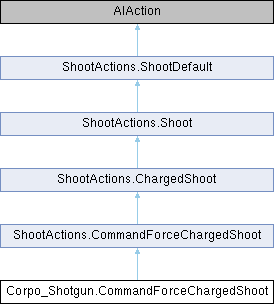 AIAction
ShootActions.ShootDefault
ShootActions.Shoot
ShootActions.ChargedShoot
ShootActions.CommandForceChargedShoot
Corpo_Shotgun.CommandForceChargedShoot